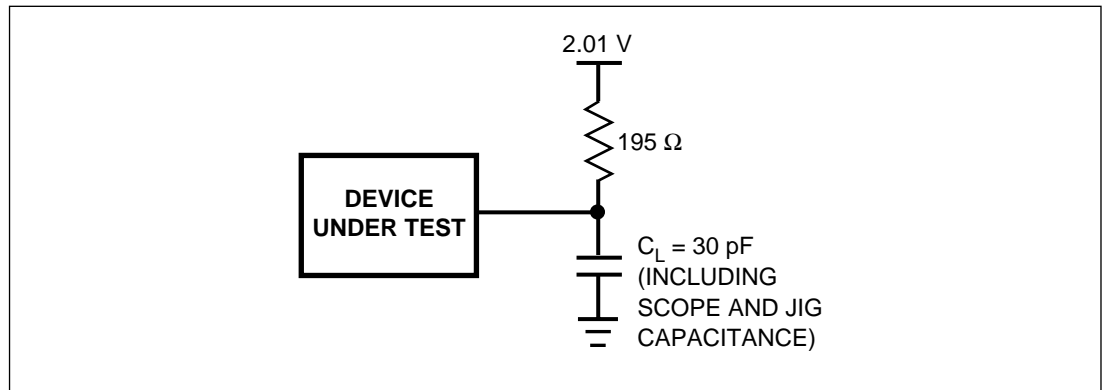 2.01 V
195 Ω
DEVICE
UNDER TEST
C_L = 30 pF
(INCLUDING
SCOPE AND JIG
CAPACITANCE)